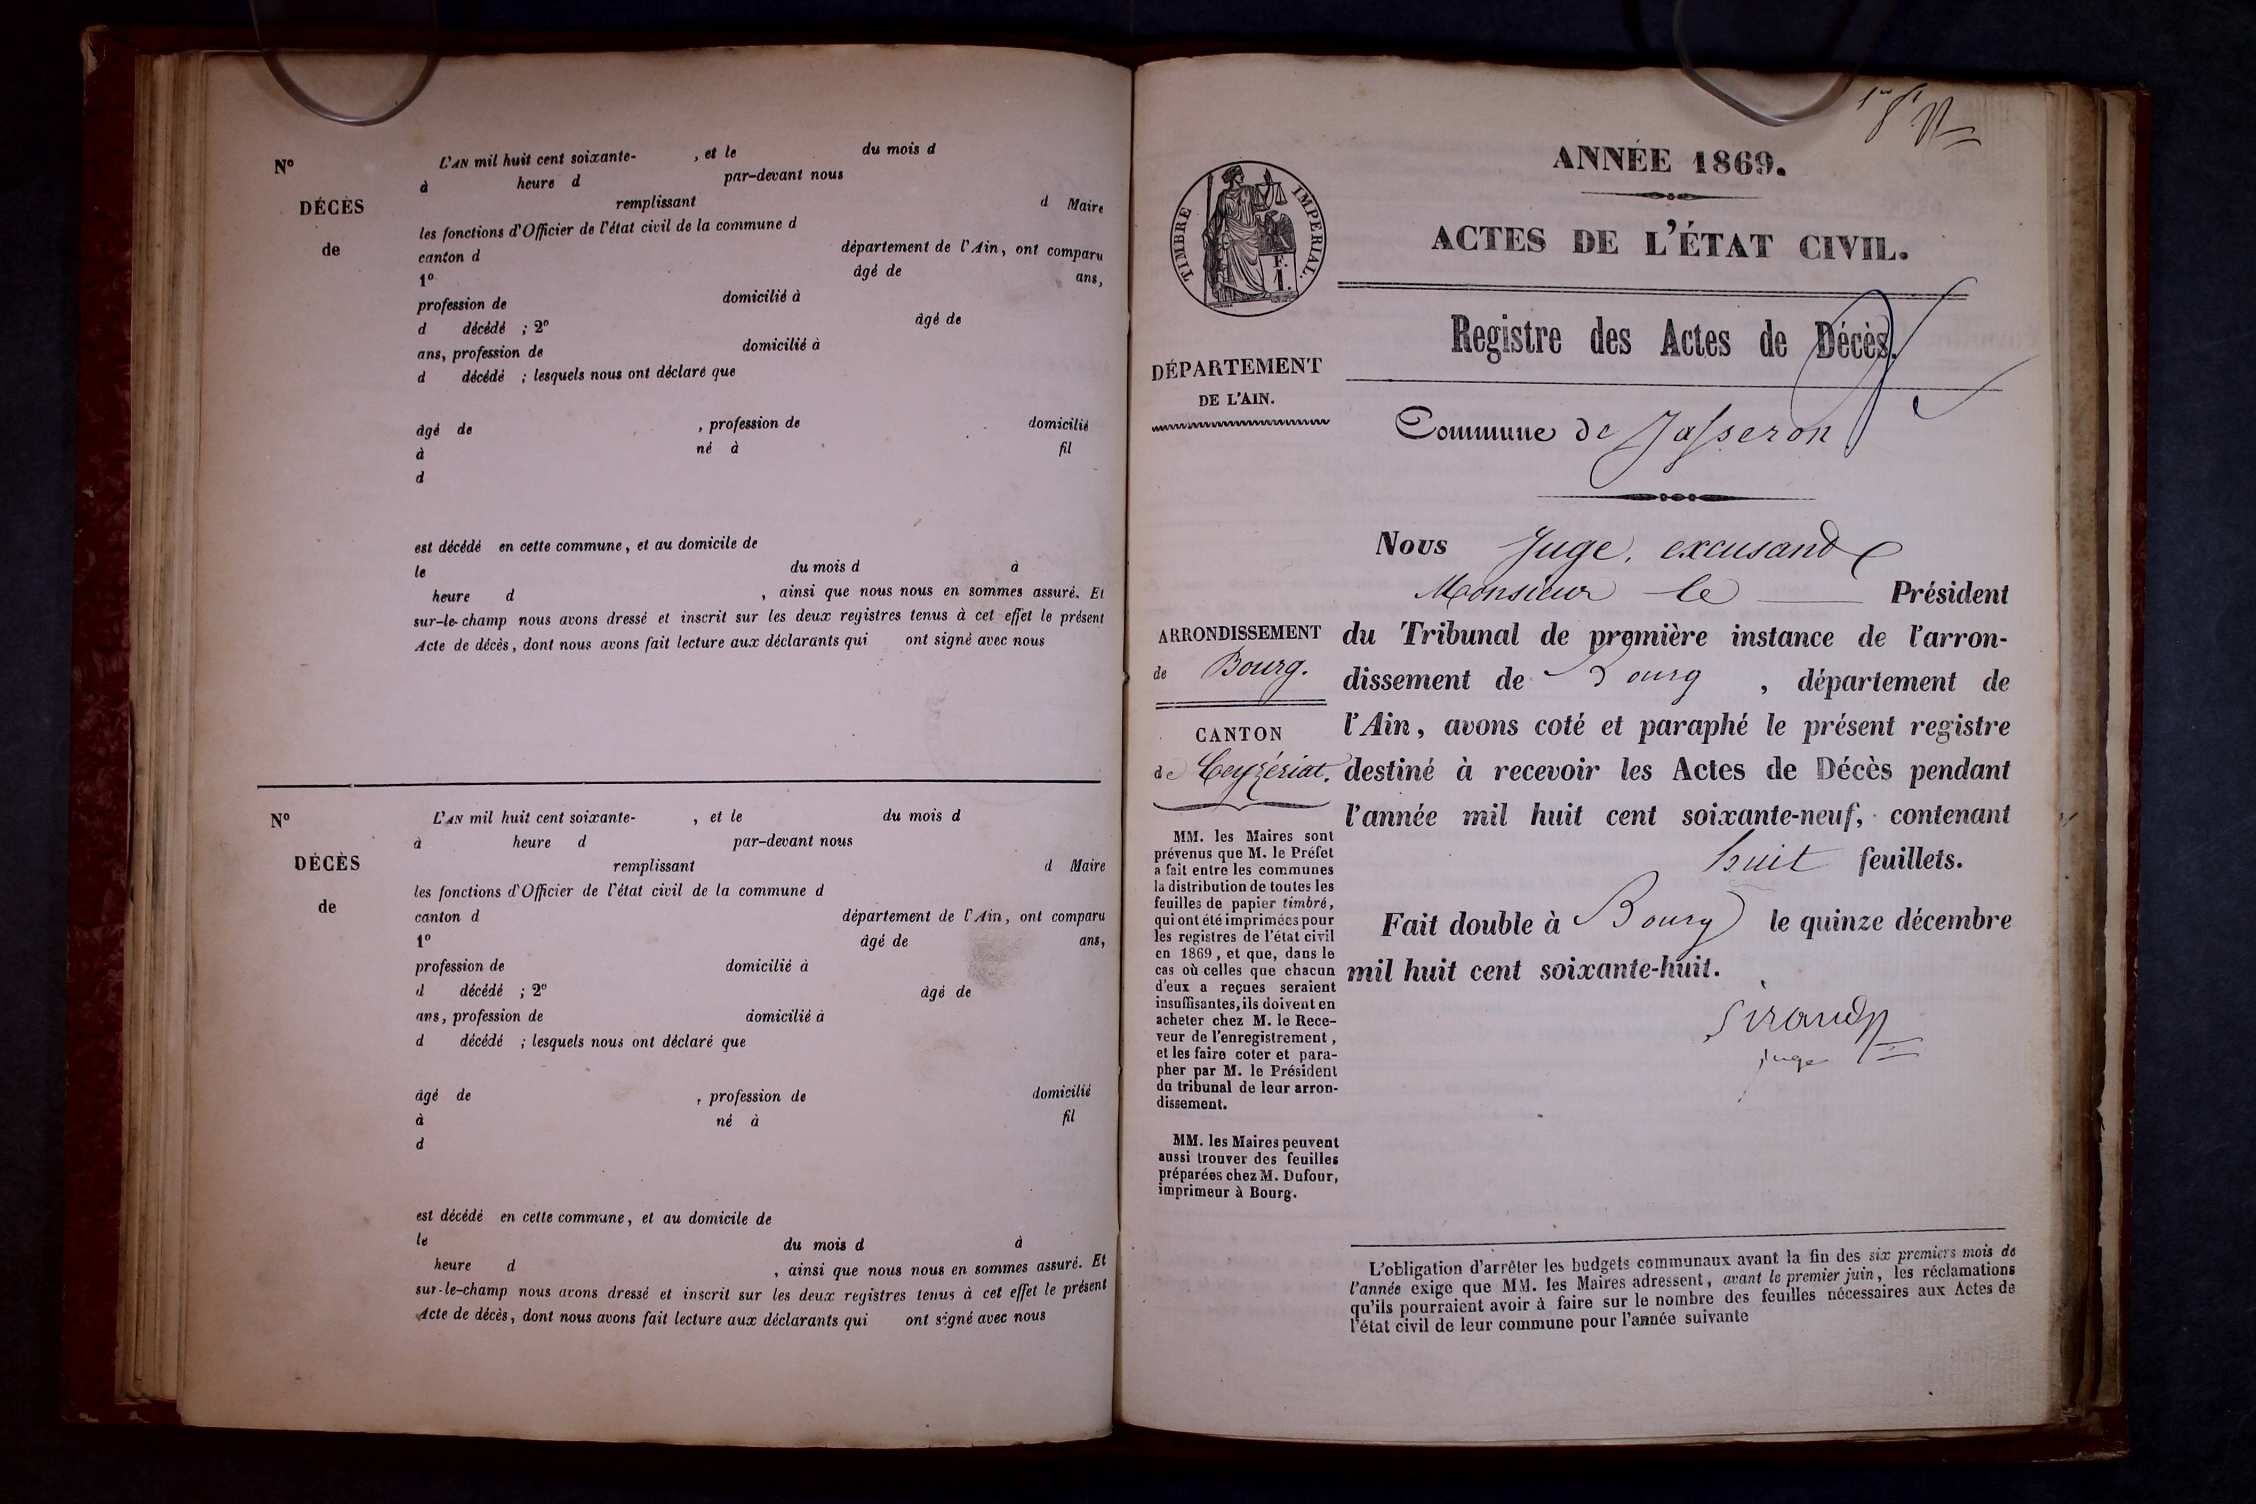 N° L'AN mil huit cent soixante- , et le du mois d
à heure d par-devant nous
DÉCÈS remplissant d Maire
les fonctions d'Officier de l'état civil de la commune d
de canton d département de l'Ain, ont comparu
1° âgé de ans,
profession de domicilié à
d décédé ; 2° âgé de
ans, profession de domicilié à
d décédé ; lesquels nous ont déclaré que
âgé de , profession de domicilié
à né à fil
d
est décédé en cette commune, et au domicile de
le du mois d à
heure d , ainsi que nous nous en sommes assuré. Et
sur-le-champ nous avons dressé et inscrit sur les deux registres tenus à cet effet le présent
Acte de décès, dont nous avons fait lecture aux déclarants qui ont signé avec nous
N° L'AN mil huit cent soixante- , et le du mois d
à heure d par-devant nous
DÉCÈS remplissant d Maire
les fonctions d'Officier de l'état civil de la commune d
de canton d département de l'Ain, ont comparu
1° âgé de ans,
profession de domicilié à
d décédé ; 2° âgé de
ans, profession de domicilié à
d décédé ; lesquels nous ont déclaré que
âgé de , profession de domicilié
à né à fil
d
est décédé en cette commune, et au domicile de
le du mois d à
heure d , ainsi que nous nous en sommes assuré. Et
sur-le-champ nous avons dressé et inscrit sur les deux registres tenus à cet effet le présent
Acte de décès, dont nous avons fait lecture aux déclarants qui ont signé avec nous
TIMBRE IMPERIAL.
F.
1.
DÉPARTEMENT
DE L'AIN.
ARRONDISSEMENT
de Bourg.
CANTON
de Ceyzériat.
MM. les Maires sont
prévenus que M. le Préfet
a fait entre les communes
la distribution de toutes les
feuilles de papier timbré,
qui ont été imprimées pour
les registres de l'état civil
en 1869, et que, dans le
cas où celles que chacun
d'eux a reçues seraient
insuffisantes, ils doivent en
acheter chez M. le Rece-
veur de l'enregistrement,
et les faire coter et para-
pher par M. le Président
du tribunal de leur arron-
dissement.
MM. les Maires peuvent
aussi trouver des feuilles
préparées chez M. Dufour,
imprimeur à Bourg.
ANNÉE 1869.
ACTES DE L'ÉTAT CIVIL.
Registre des Actes de Décès.
Commune de Jasseron
Nous Juge, excusand
Monsieur le Président
du Tribunal de première instance de l'arron-
dissement de Bourg , département de
l'Ain, avons coté et paraphé le présent registre
destiné à recevoir les Actes de Décès pendant
l'année mil huit cent soixante-neuf, contenant
huit feuillets.
Fait double à Bourg le quinze décembre
mil huit cent soixante-huit.
Sirand
juge
L'obligation d'arrêter les budgets communaux avant la fin des six premiers mois de
l'année exige que MM. les Maires adressent, avant le premier juin, les réclamations
qu'ils pourraient avoir à faire sur le nombre des feuilles nécessaires aux Actes de
l'état civil de leur commune pour l'année suivante